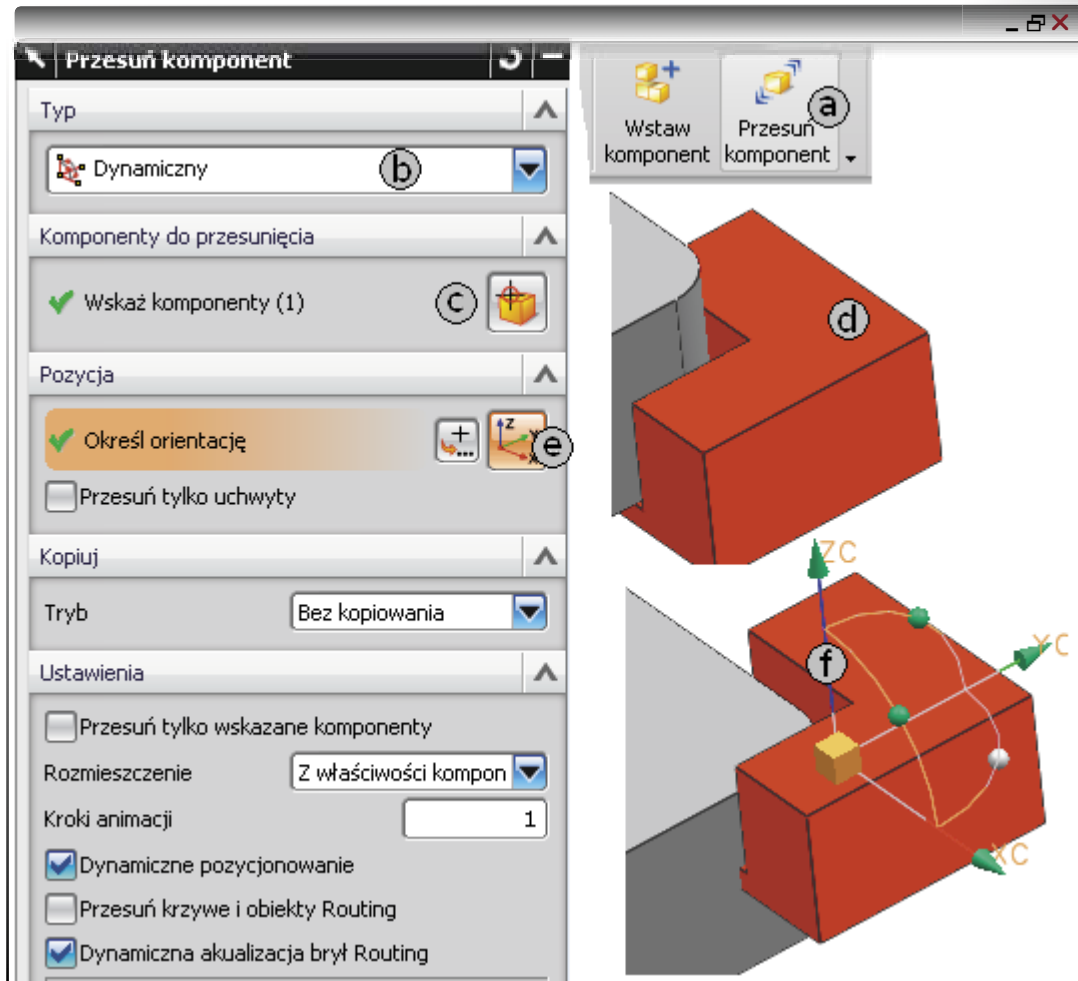 Przesuń komponent
Typ
Dynamiczny
b
Komponenty do przesunięcia
Wskaż komponenty (1)
c
Pozycja
Określ orientację
Z
Y
X
e
Przesuń tylko uchwyty
Kopiuj
Tryb
Bez kopiowania
Ustawienia
Przesuń tylko wskazane komponenty
Rozmieszczenie
Z właściwości kompon
Kroki animacji
1
Dynamiczne pozycjonowanie
Przesuń krzywe i obiekty Routing
Dynamiczna akualizacja brył Routing
Wstaw
komponent
Przesuń
komponent
a
d
ZC
YC
f
XC